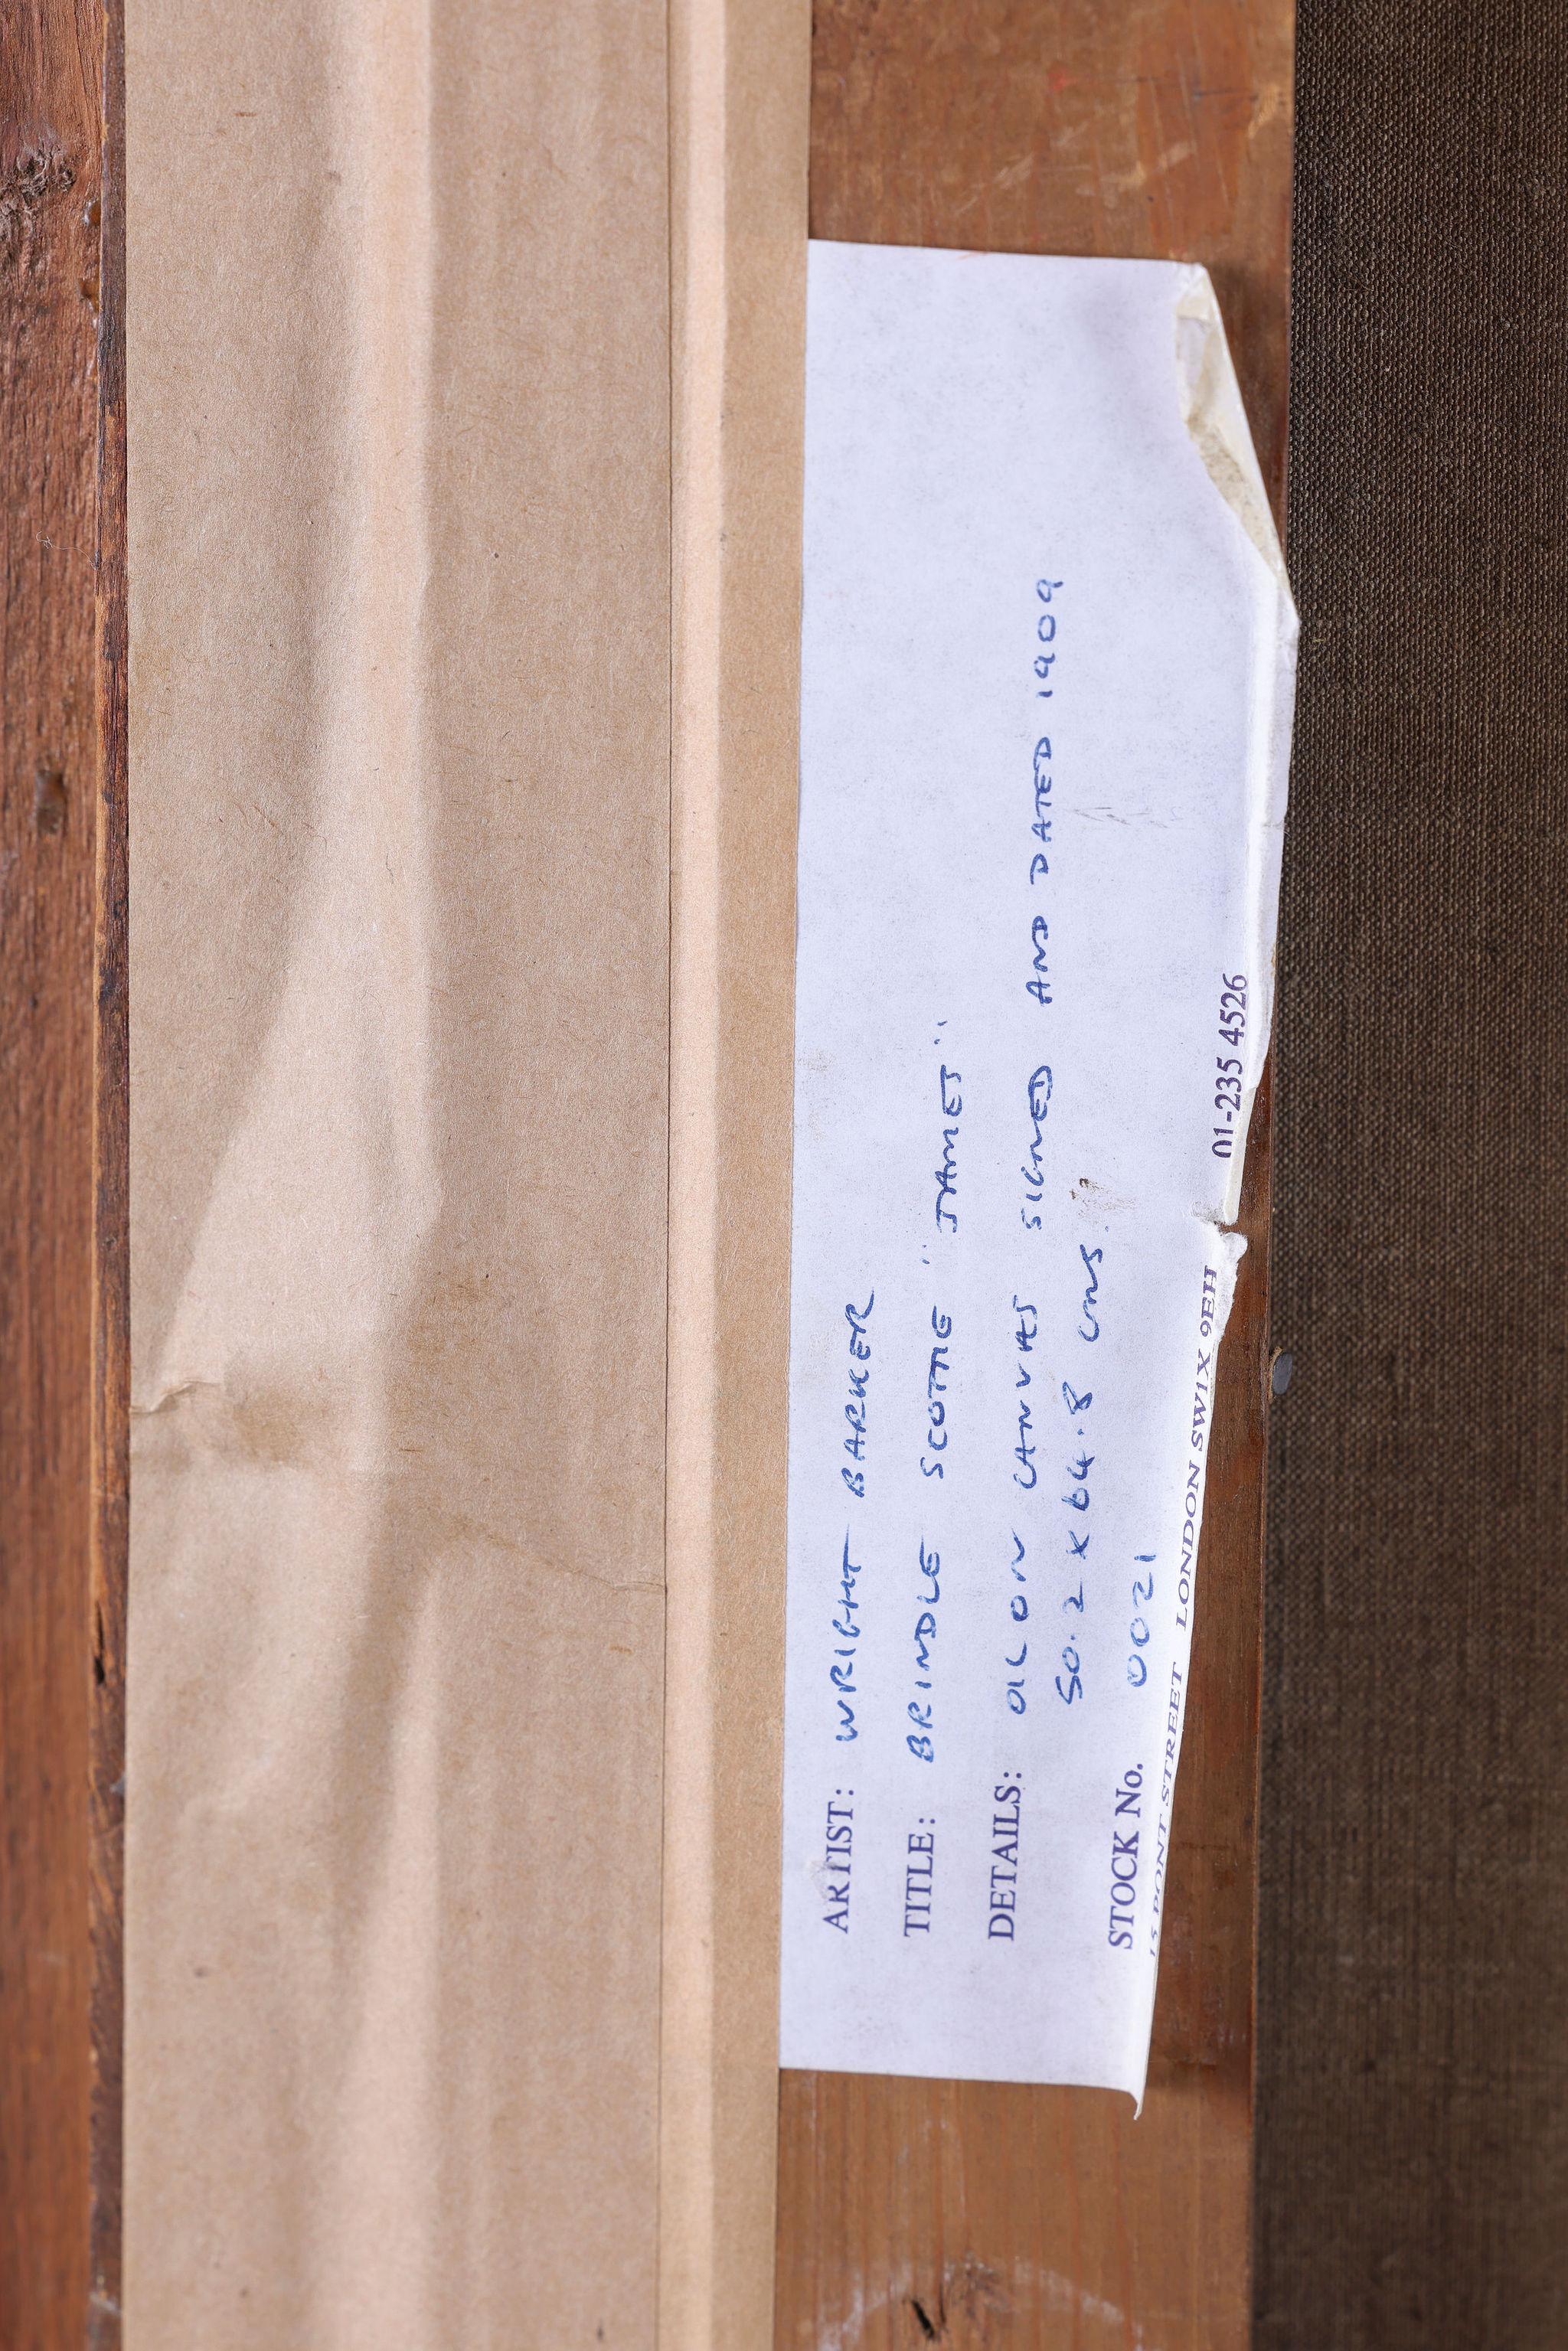 ARTIST: WRIGHT BARKER
TITLE: BRINDLE SCOTTIE "JAMES"
DETAILS: OIL ON CANVAS SIGNED AND DATED 1909
50.2 X 64.8 CMS.
STOCK No. 0021
15 PONT STREET LONDON SW1X 9EH 01-235 4526